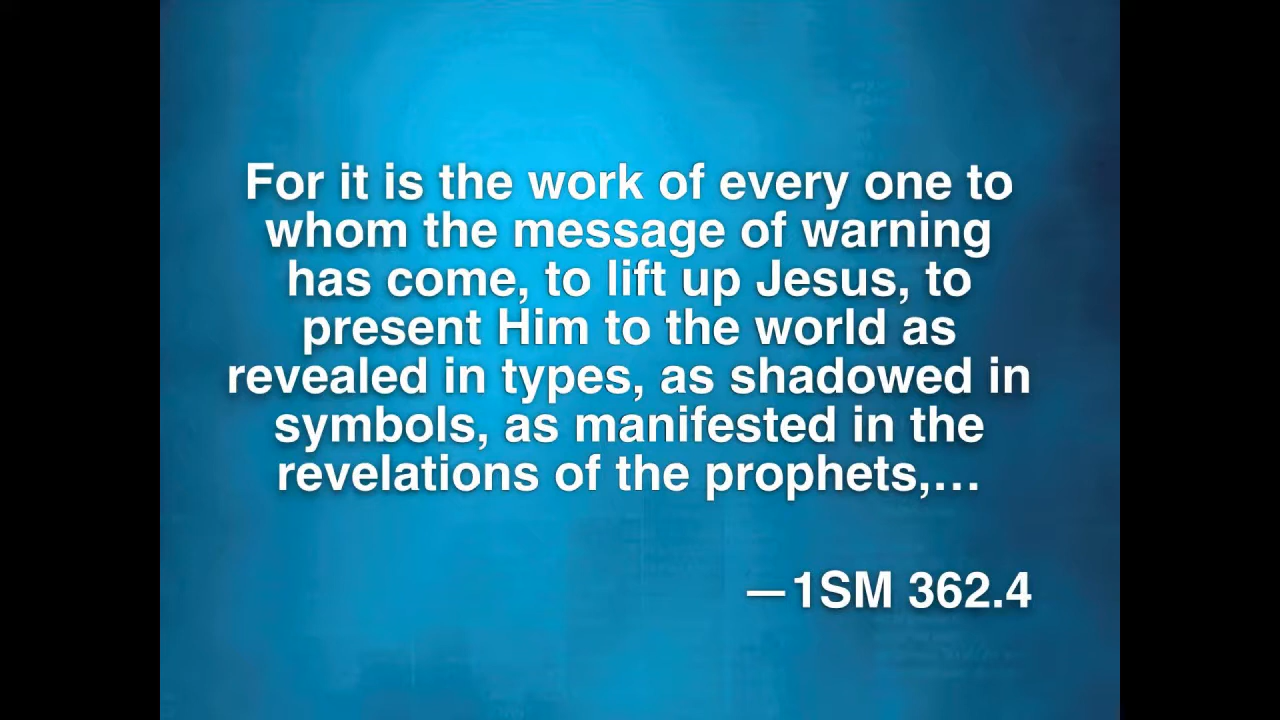 For it is the work of every one to
whom the message of warning
has come, to lift up Jesus, to
present Him to the world as
revealed in types, as shadowed in
symbols, as manifested in the
revelations of the prophets,…
—1SM 362.4